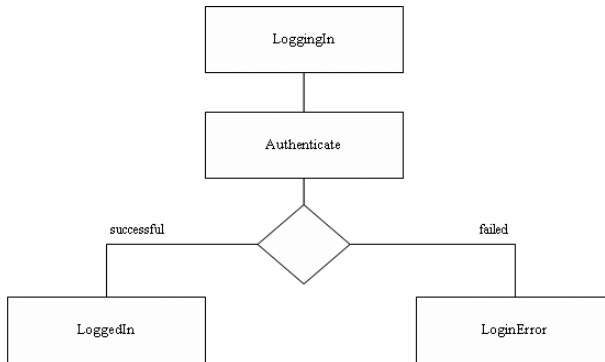 LoggingIn
Authenticate
successful
failed
LoggedIn
LoginError